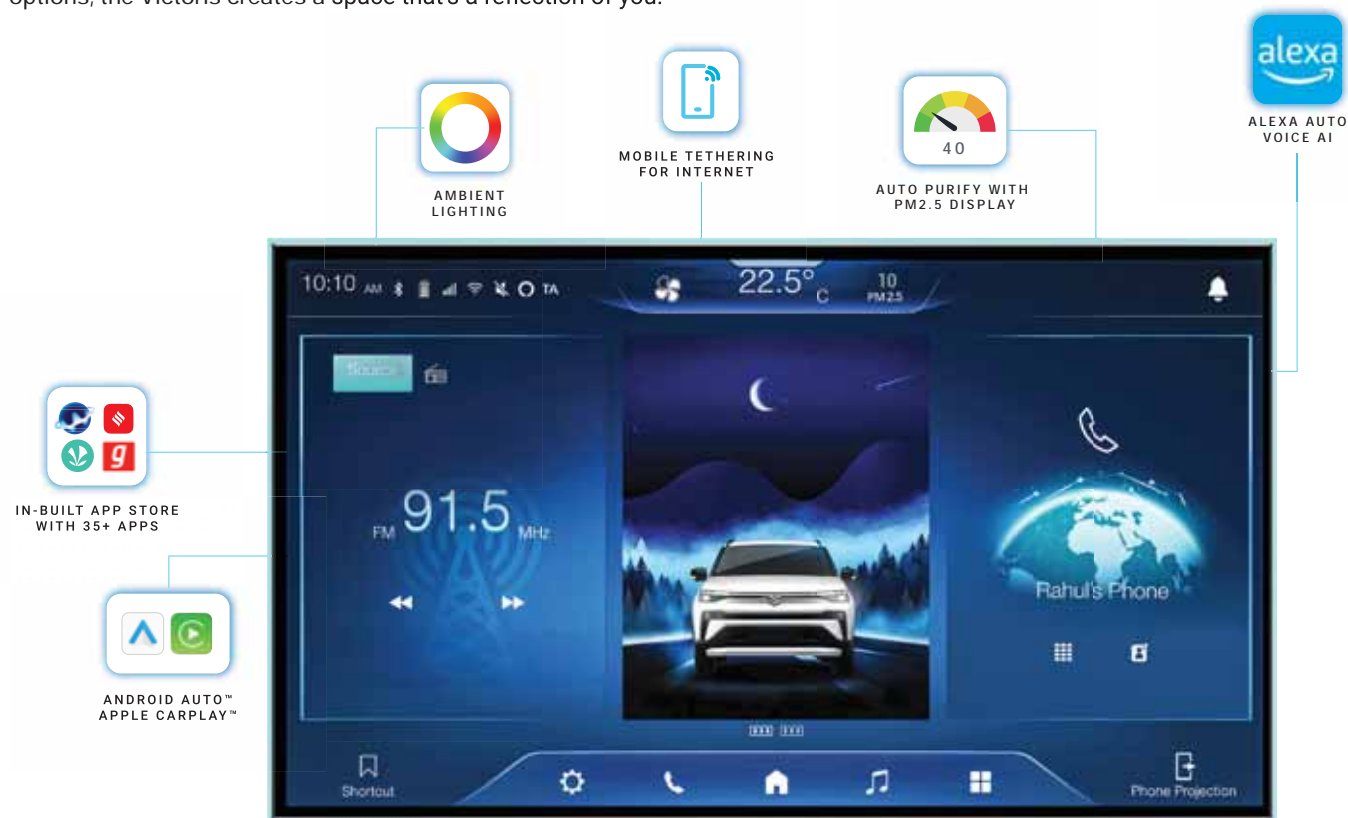 options, the Victoris creates a space that's a reflection of you.
alexa
ALEXA AUTO
VOICE AI
40
MOBILE TETHERING
FOR INTERNET
AUTO PURIFY WITH
PM2.5 DISPLAY
AMBIENT
LIGHTING
10:10 AM
TA
22.5°C
10
PM2.5
Source
IN-BUILT APP STORE
WITH 35+ APPS
FM 91.5 MHz
Rahul's Phone
ANDROID AUTO™
APPLE CARPLAY™
Shortcut
Phone Projection